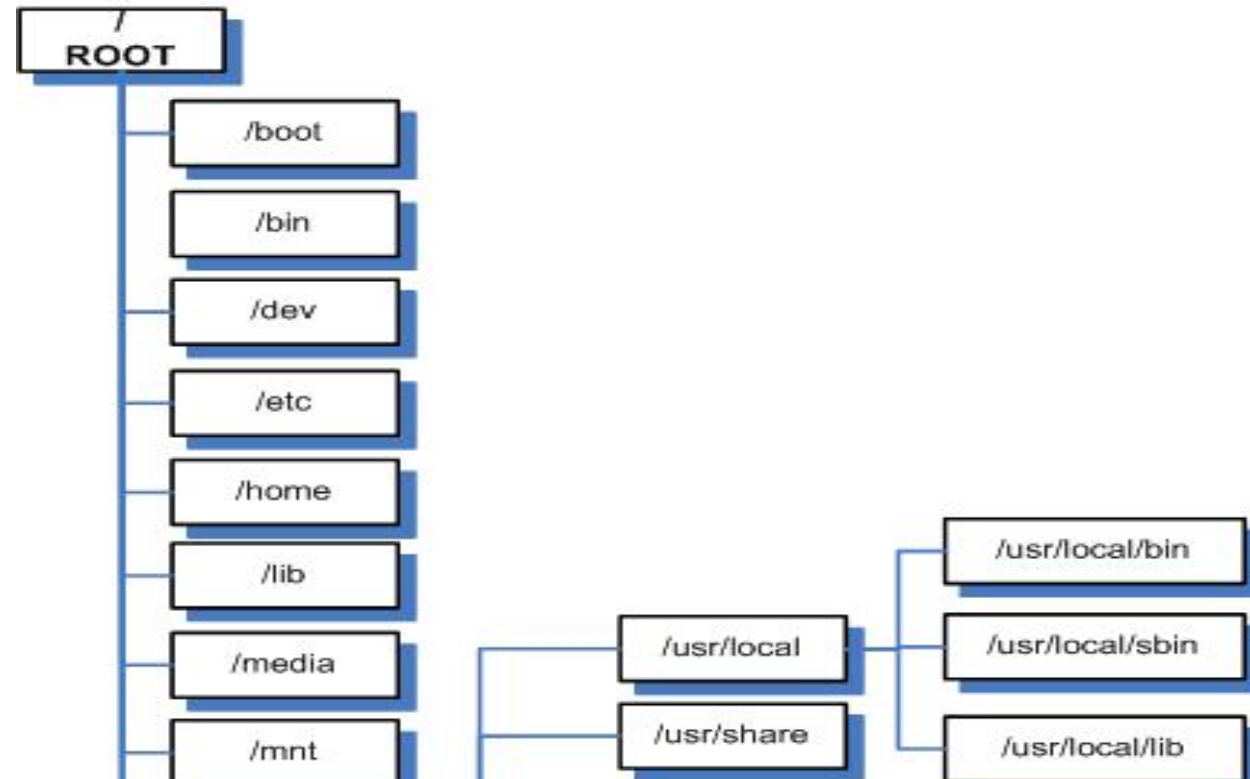 /
ROOT
/boot
/bin
/dev
/etc
/home
/lib
/media
/mnt
/usr/local
/usr/share
/usr/local/bin
/usr/local/sbin
/usr/local/lib